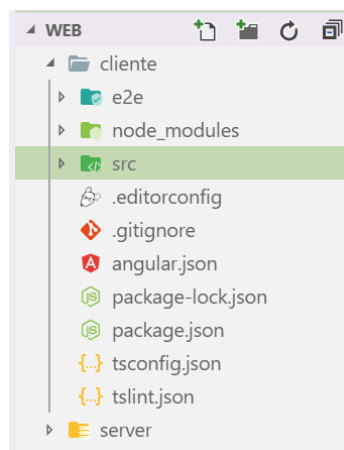 WEB
cliente
e2e
node_modules
src
.editorconfig
.gitignore
angular.json
package-lock.json
package.json
tsconfig.json
tslint.json
server